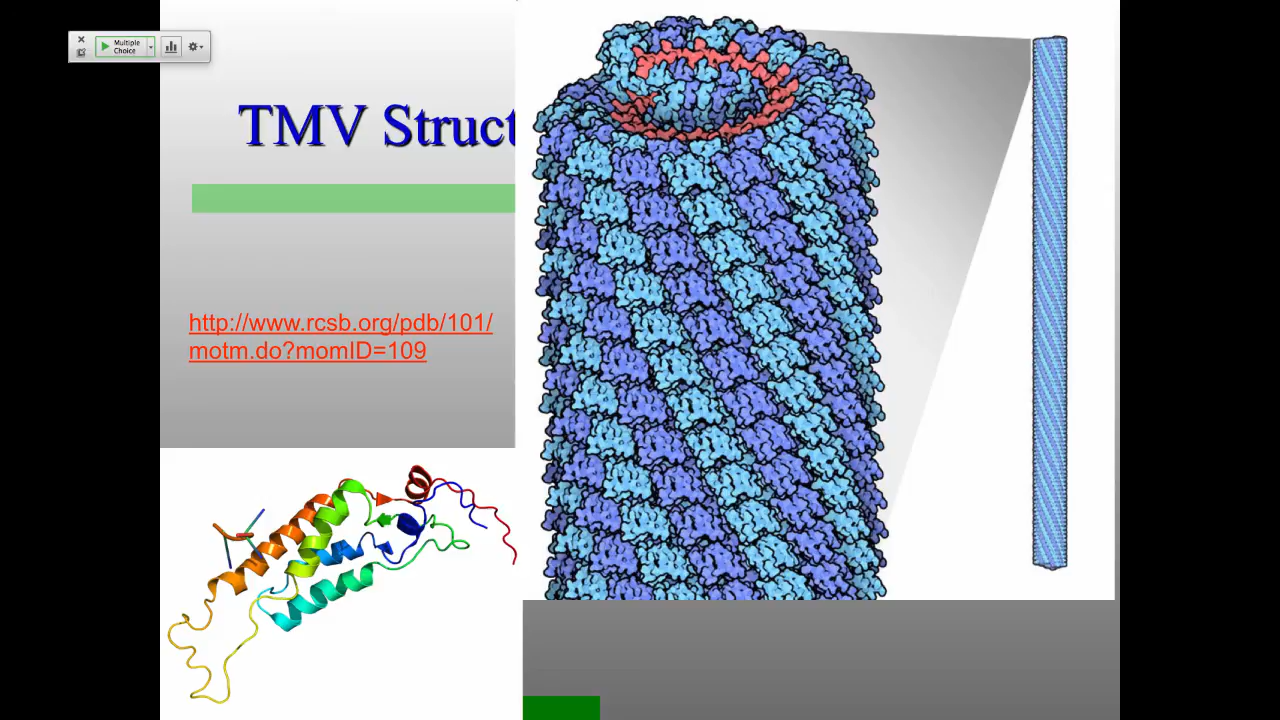 Multiple
Choice
TMV Struct
http://www.rcsb.org/pdb/101/
motm.do?momID=109